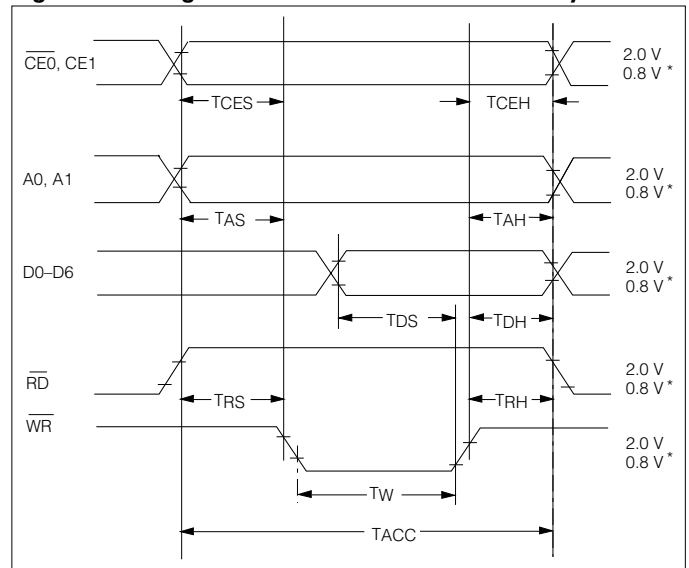 CE0, CE1
2.0 V
0.8 V *
TCES
TCEH
A0, A1
2.0 V
0.8 V *
TAS
TAH
D0–D6
2.0 V
0.8 V *
TDS
TDH
RD
2.0 V
0.8 V *
TRS
TRH
WR
2.0 V
0.8 V *
TW
TACC